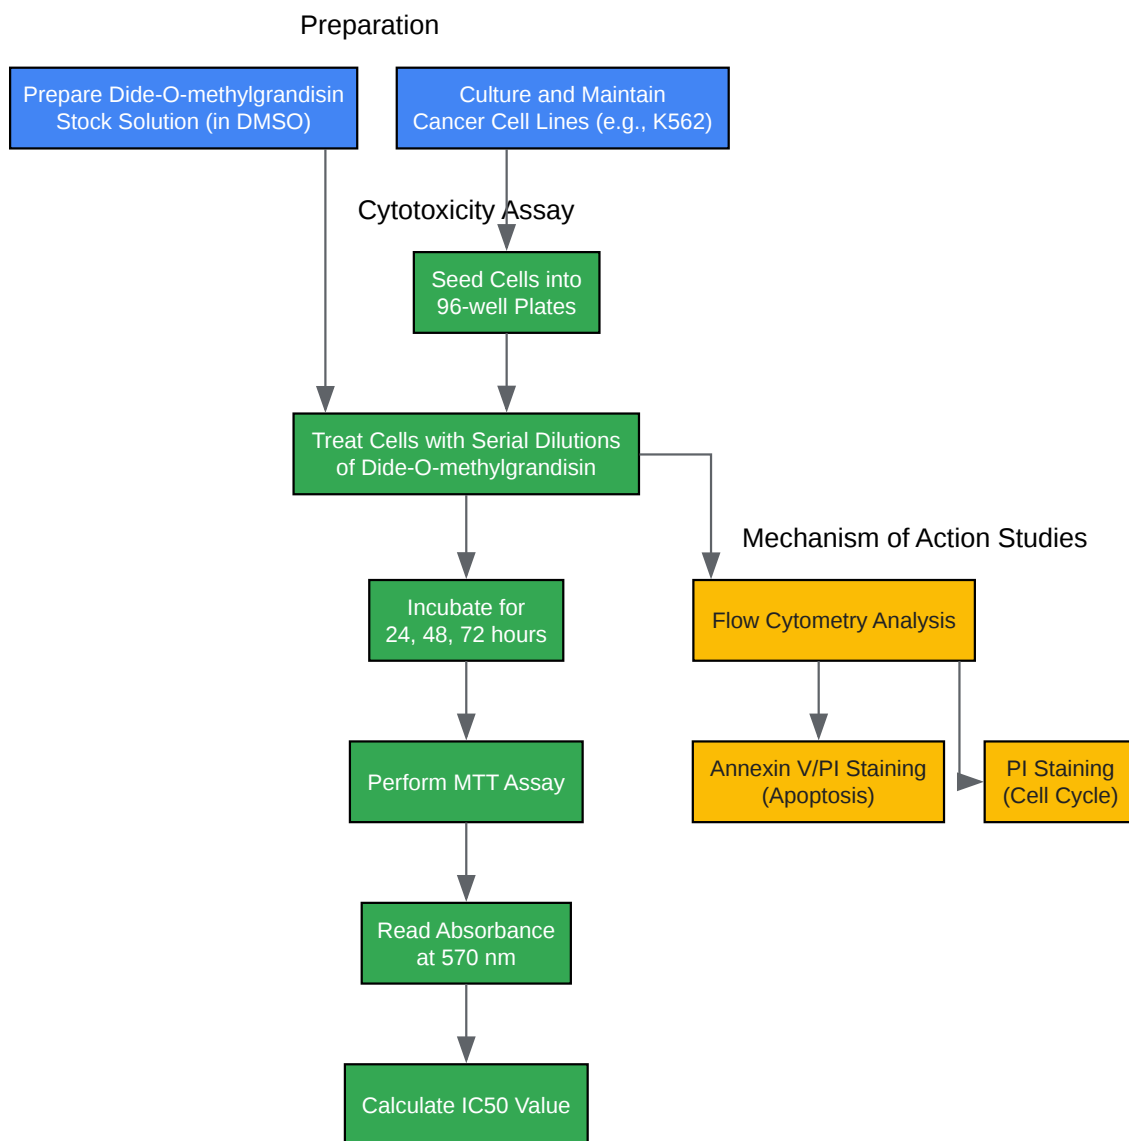 Preparation
Prepare Dide-O-methylgrandisin
Stock Solution (in DMSO)
Culture and Maintain
Cancer Cell Lines (e.g., K562)
Cytotoxicity Assay
Seed Cells into
96-well Plates
Treat Cells with Serial Dilutions
of Dide-O-methylgrandisin
Mechanism of Action Studies
Incubate for
24, 48, 72 hours
Flow Cytometry Analysis
Perform MTT Assay
Annexin V/PI Staining
(Apoptosis)
PI Staining
(Cell Cycle)
Read Absorbance
at 570 nm
Calculate IC50 Value